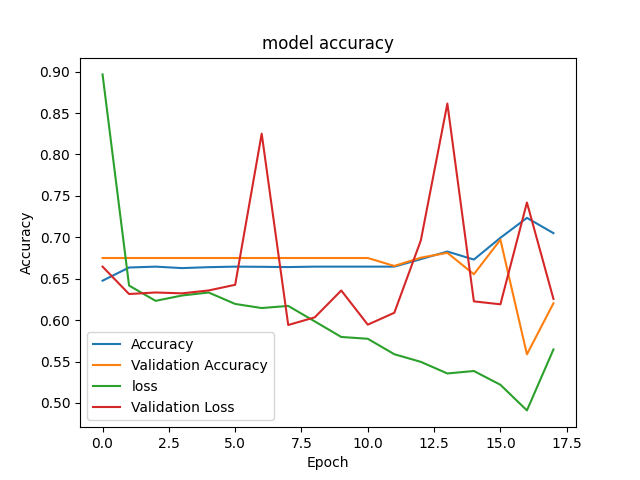 model accuracy
Accuracy
0.90
0.85
0.80
0.75
0.70
0.65
0.60
0.55
0.50
Accuracy
Validation Accuracy
loss
Validation Loss
0.0 2.5 5.0 7.5 10.0 12.5 15.0 17.5
Epoch